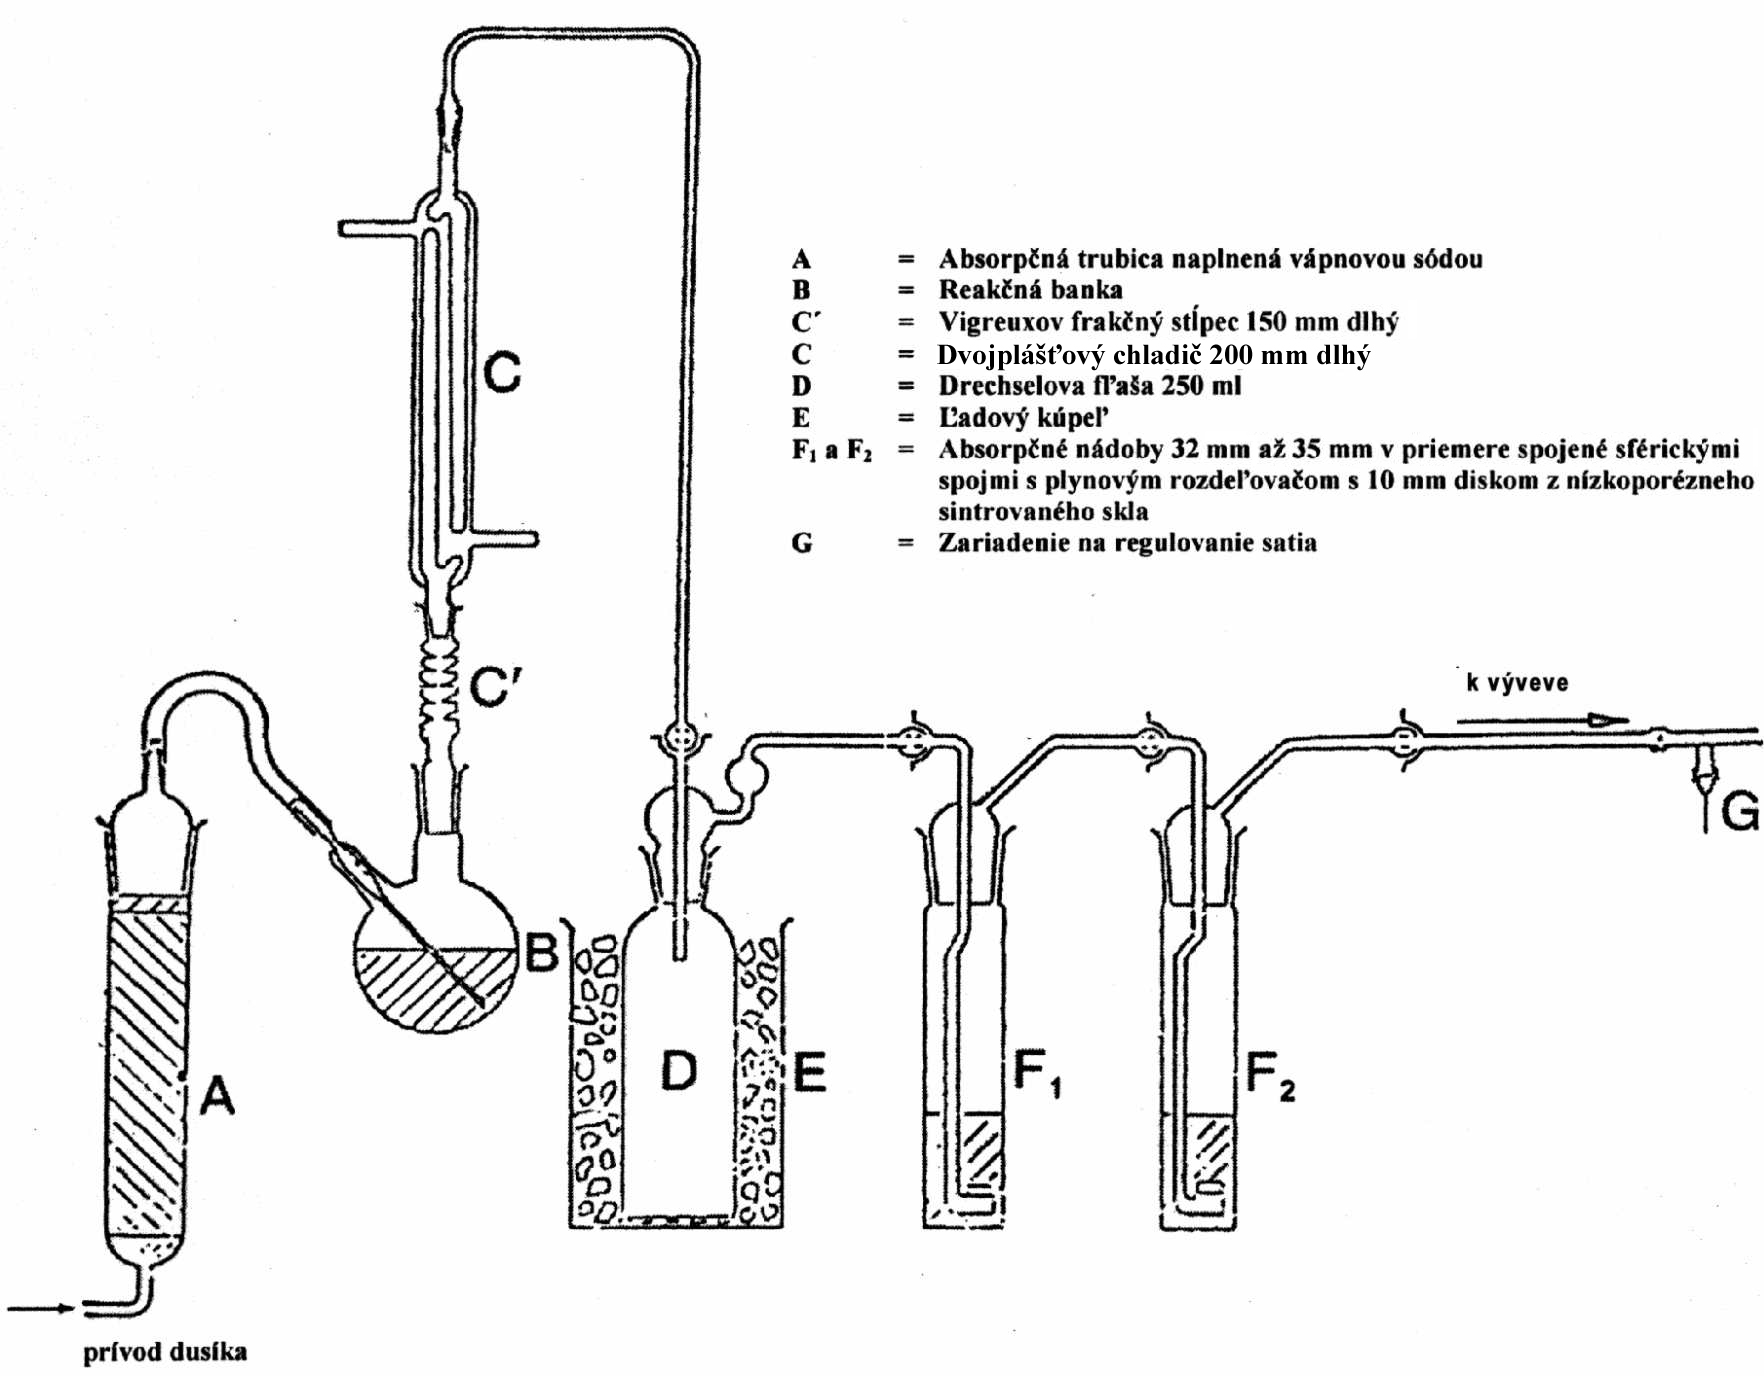 A = Absorpčná trubica naplnená vápnovou sódou
B = Reakčná banka
C´ = Vigreuxov frakčný stĺpec 150 mm dlhý
C = Dvojplášťový chladič 200 mm dlhý
D = Drechselova fľaša 250 ml
E = Ľadový kúpeľ
F₁ a F₂ = Absorpčné nádoby 32 mm až 35 mm v priemere spojené sférickými
spojmi s plynovým rozdeľovačom s 10 mm diskom z nízkoporézneho
sintrovaného skla
G = Zariadenie na regulovanie satia
C
C'
k výveve
G
B
D
E
F₁
F₂
A
prívod dusíka